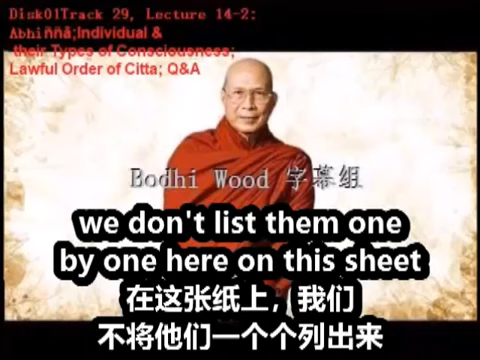 Disk01Track 29, Lecture 14-2:
Abhiññā;Individual &
their Types of Consciousness;
Lawful Order of Citta; Q&A
Bodhi Wood 字幕组
we don't list them one
by one here on this sheet
在这张纸上，我们
不将他们一个个列出来